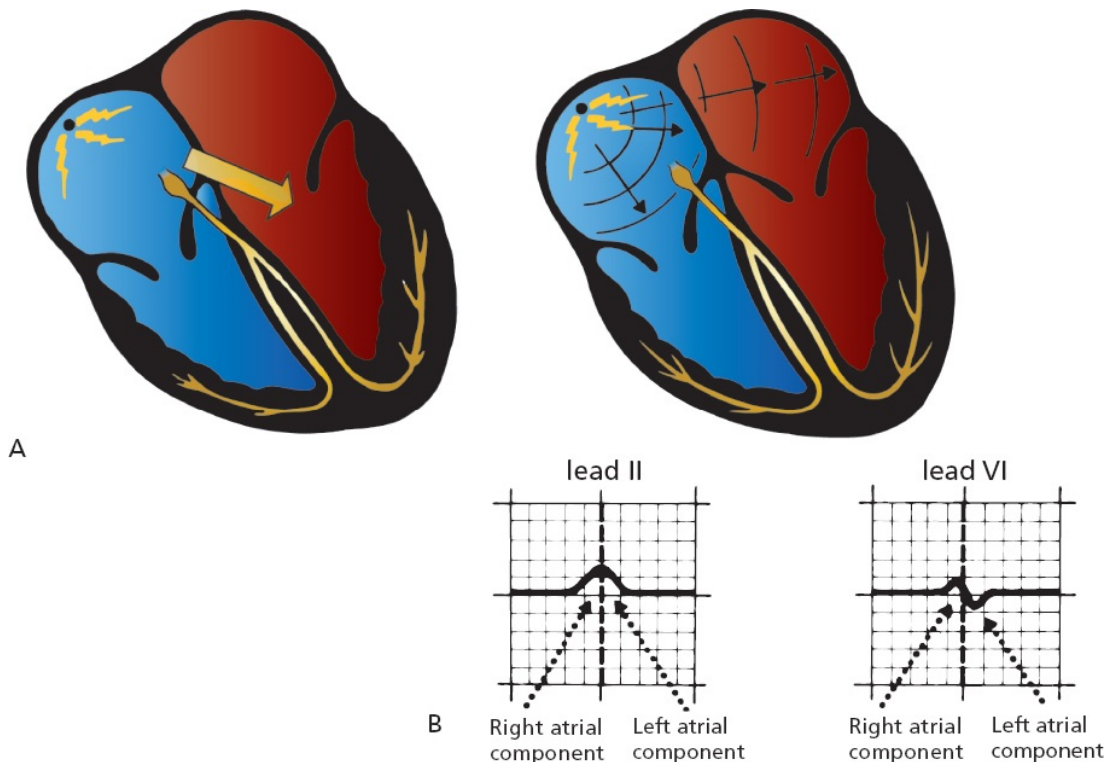 A
lead II
lead VI
B
Right atrial
component
Left atrial
component
Right atrial
component
Left atrial
component